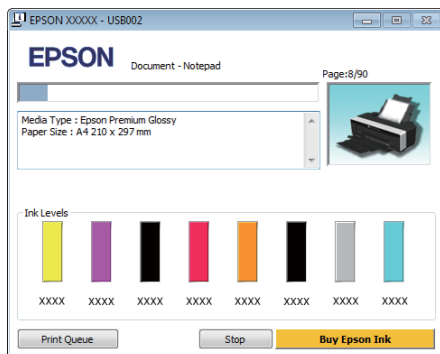 EPSON XXXXX - USB002
EPSON
Document - Notepad
Page:8/90
Media Type : Epson Premium Glossy
Paper Size : A4 210 x 297 mm
Ink Levels
XXXX XXXX XXXX XXXX XXXX XXXX XXXX XXXX
Print Queue
Stop
Buy Epson Ink